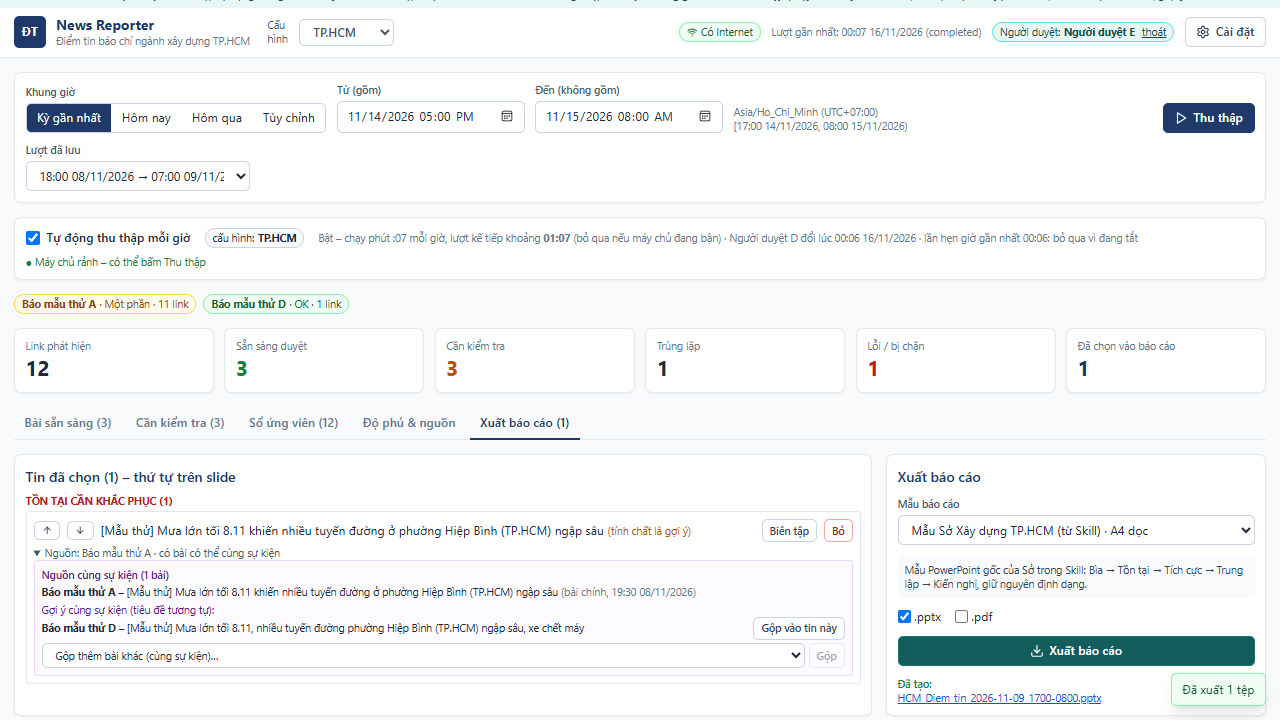 ĐT
News Reporter
Điểm tin báo chí ngành xây dựng TP.HCM
Cấu hình
TP.HCM
Có Internet
Lượt gần nhất: 00:07 16/11/2026 (completed)
Người duyệt: Người duyệt E thoát
Cài đặt
Khung giờ
Kỳ gần nhất
Hôm nay
Hôm qua
Tùy chỉnh
Từ (gồm)
11/14/2026 05:00 PM
Đến (không gồm)
11/15/2026 08:00 AM
Asia/Ho_Chi_Minh (UTC+07:00)
[17:00 14/11/2026, 08:00 15/11/2026)
Thu thập
Lượt đã lưu
18:00 08/11/2026 → 07:00 09/11/2
Tự động thu thập mỗi giờ
cấu hình: TP.HCM
Bật – chạy phút :07 mỗi giờ, lượt kế tiếp khoảng 01:07 (bỏ qua nếu máy chủ đang bận) · Người duyệt D đổi lúc 00:06 16/11/2026 · lần hẹn giờ gần nhất 00:06: bỏ qua vì đang tắt
● Máy chủ rảnh – có thể bấm Thu thập
Báo mẫu thử A · Một phần · 11 link
Báo mẫu thử D · OK · 1 link
Link phát hiện
12
Sẵn sàng duyệt
3
Cần kiểm tra
3
Trùng lặp
1
Lỗi / bị chặn
1
Đã chọn vào báo cáo
1
Bài sẵn sàng (3)
Cần kiểm tra (3)
Sổ ứng viên (12)
Độ phủ & nguồn
Xuất báo cáo (1)
Tin đã chọn (1) – thứ tự trên slide
TỒN TẠI CẦN KHÁC PHỤC (1)
↑ ↓ [Mẫu thử] Mưa lớn tối 8.11 khiến nhiều tuyến đường ở phường Hiệp Bình (TP.HCM) ngập sâu (tính chất là gợi ý)
Biên tập
Bỏ
▼ Nguồn: Báo mẫu thử A · có bài có thể cùng sự kiện
Nguồn cùng sự kiện (1 bài)
Báo mẫu thử A – [Mẫu thử] Mưa lớn tối 8.11 khiến nhiều tuyến đường ở phường Hiệp Bình (TP.HCM) ngập sâu (bài chính, 19:30 08/11/2026)
Gợi ý cùng sự kiện (tiêu đề tương tự):
Báo mẫu thử D – [Mẫu thử] Mưa lớn tối 8.11, nhiều tuyến đường phường Hiệp Bình (TP.HCM) ngập sâu, xe chết máy
Gộp vào tin này
Gộp thêm bài khác (cùng sự kiện)...
Gộp
Xuất báo cáo
Mẫu báo cáo
Mẫu Sở Xây dựng TP.HCM (từ Skill) · A4 dọc
Mẫu PowerPoint gốc của Sở trong Skill: Bìa → Tồn tại → Tích cực → Trung
lập → Kiến nghị, giữ nguyên định dạng.
.pptx
.pdf
Xuất báo cáo
Đã tạo:
HCM_Diem_tin_2026-11-09_1700-0800.pptx
Đã xuất 1 tệp